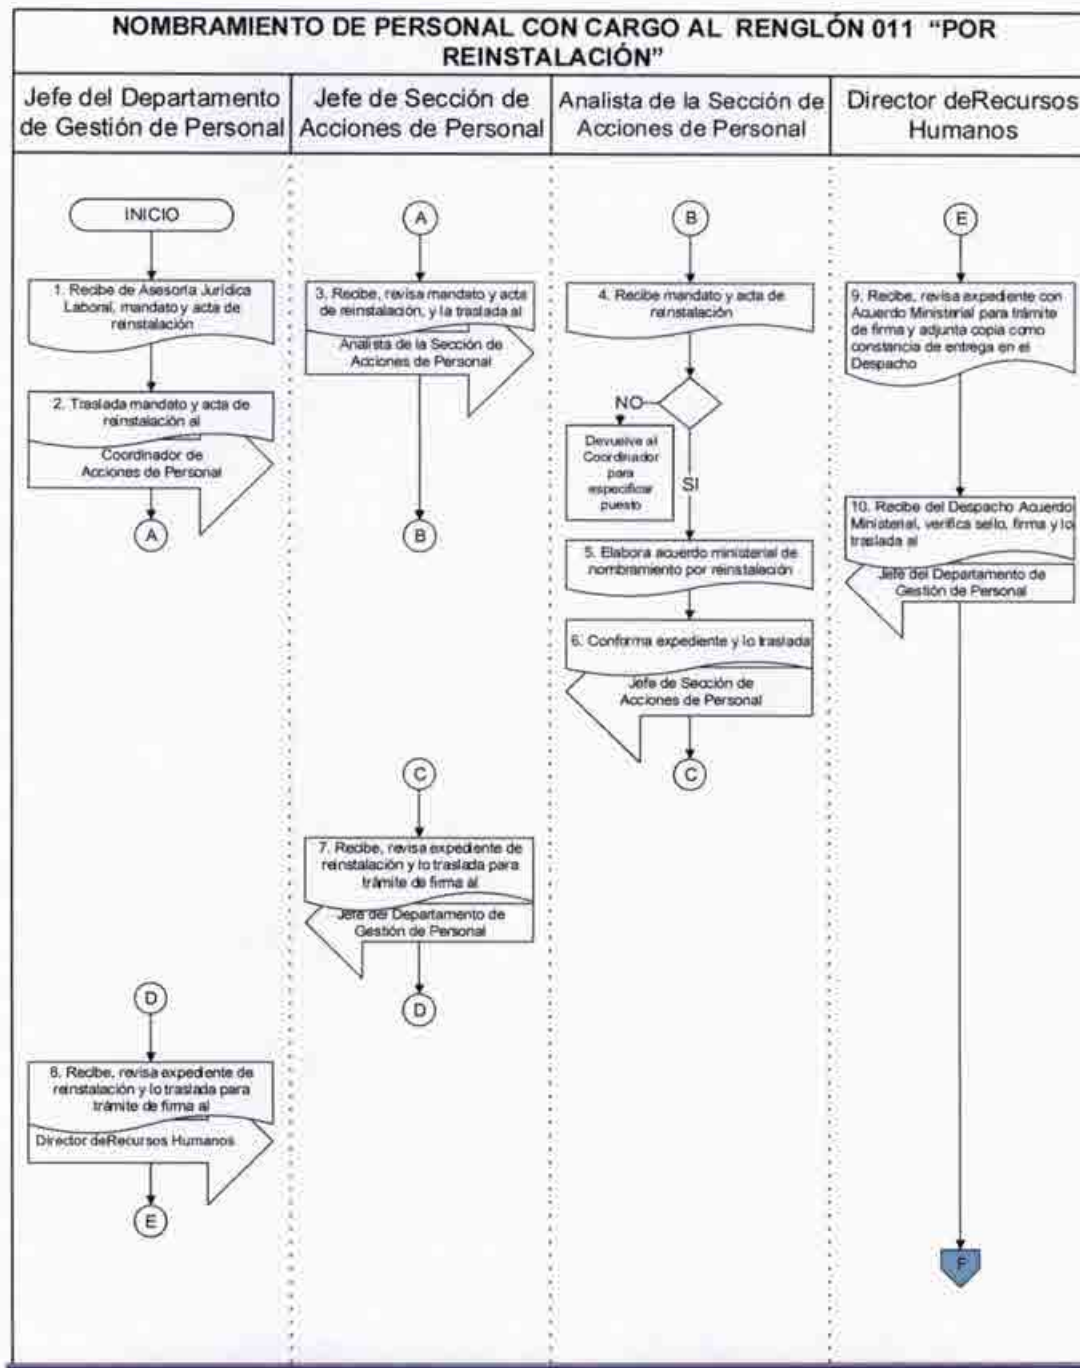 NOMBRAMIENTO DE PERSONAL CON CARGO AL RENGLÓN 011 "POR
REINSTALACIÓN"
Jefe del Departamento
de Gestión de Personal
Jefe de Sección de
Acciones de Personal
Analista de la Sección de
Acciones de Personal
Director deRecursos
Humanos
INICIO
1. Recibe de Asesoría Jurídica
Laboral, mandato y acta de
reinstalación
2. Traslada mandato y acta de
reinstalación al
Coordinador de
Acciones de Personal
A
A
3. Recibe, revisa mandato y acta
de reinstalación, y la traslada al
Analista de la Sección de
Acciones de Personal
B
B
4. Recibe mandato y acta de
reinstalación
NO
Devuelve al
Coordinador
para
especificar
puesto
SI
5. Elabora acuerdo ministerial de
nombramiento por reinstalación
6. Conforma expediente y lo traslada
Jefe de Sección de
Acciones de Personal
C
C
7. Recibe, revisa expediente de
reinstalación y lo traslada para
trámite de firma al
Jefe del Departamento de
Gestión de Personal
D
D
8. Recibe, revisa expediente de
reinstalación y lo traslada para
trámite de firma al
Director deRecursos Humanos
E
E
9. Recibe, revisa expediente con
Acuerdo Ministerial para trámite
de firma y adjunta copia como
constancia de entrega en el
Despacho
10. Recibe del Despacho Acuerdo
Ministerial, verifica sello, firma y lo
traslada al
Jefe del Departamento de
Gestión de Personal
F